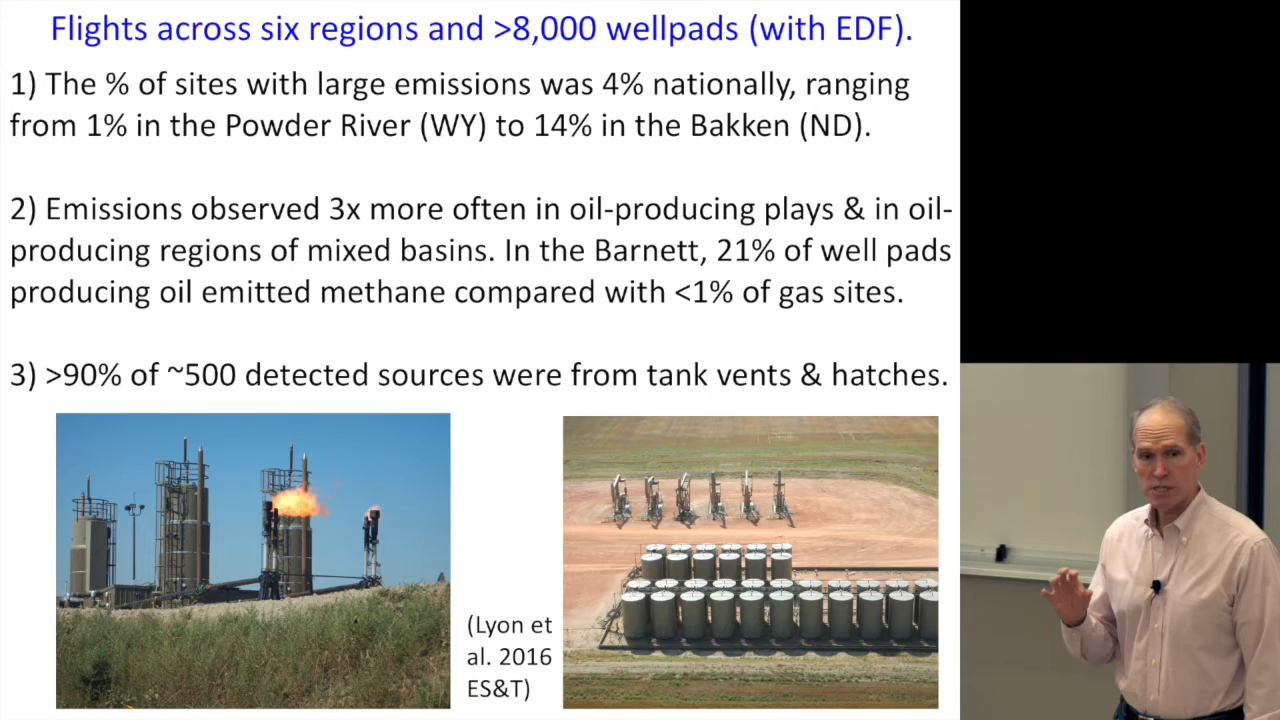 Flights across six regions and >8,000 wellpads (with EDF).
1) The % of sites with large emissions was 4% nationally, ranging
from 1% in the Powder River (WY) to 14% in the Bakken (ND).
2) Emissions observed 3x more often in oil-producing plays & in oil-
producing regions of mixed basins. In the Barnett, 21% of well pads
producing oil emitted methane compared with <1% of gas sites.
3) >90% of ~500 detected sources were from tank vents & hatches.
(Lyon et
al. 2016
ES&T)